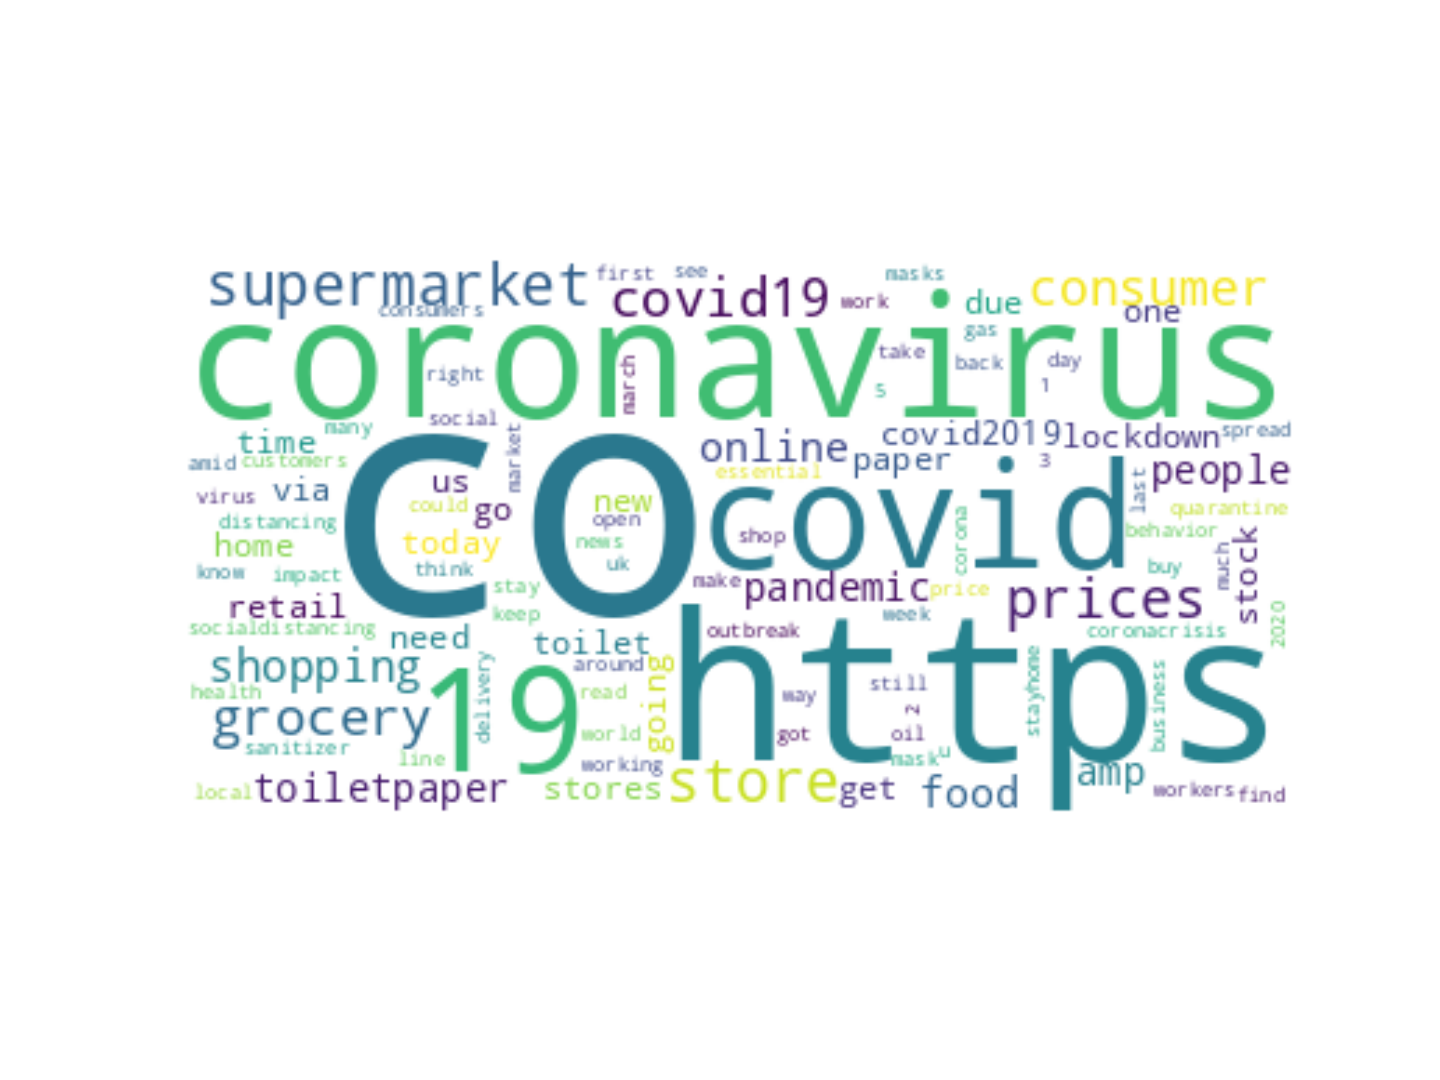 supermarket
first
see
covid19
work
masks
due
consumer
consumers
one
coronavirus
gas
take
back
day
right
march
5
1
social
many
time
market
online
covid2019
lockdown
spread
amid
customers
essential
paper
3
people
virus
via
us
could
go
new
open
co
covid
last
quarantine
distancing
home
today
news
shop
corona
behavior
stock
know
impact
think
uk
stay
make
pandemic
price
buy
much
retail
keep
week
prices
socialdistancing
need
toilet
outbreak
https
coronacrisis
2020
shopping
around
going
health
19
delivery
read
way
still
2
stayhome
business
grocery
world
got
oil
sanitizer
line
working
mask
u
local
toiletpaper
stores
store
get
food
amp
workers
find